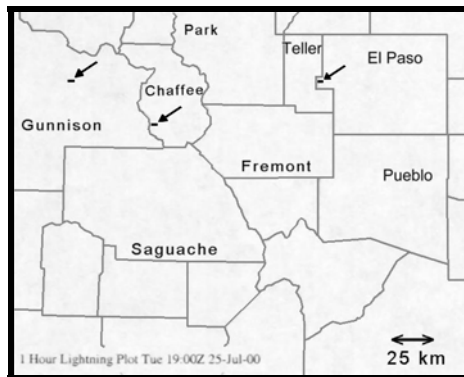 Park
Teller
El Paso
Chaffee
Gunnison
Fremont
Pueblo
Saguache
1 Hour Lightning Plot Tue 19:00Z 25-Jul-00
25 km